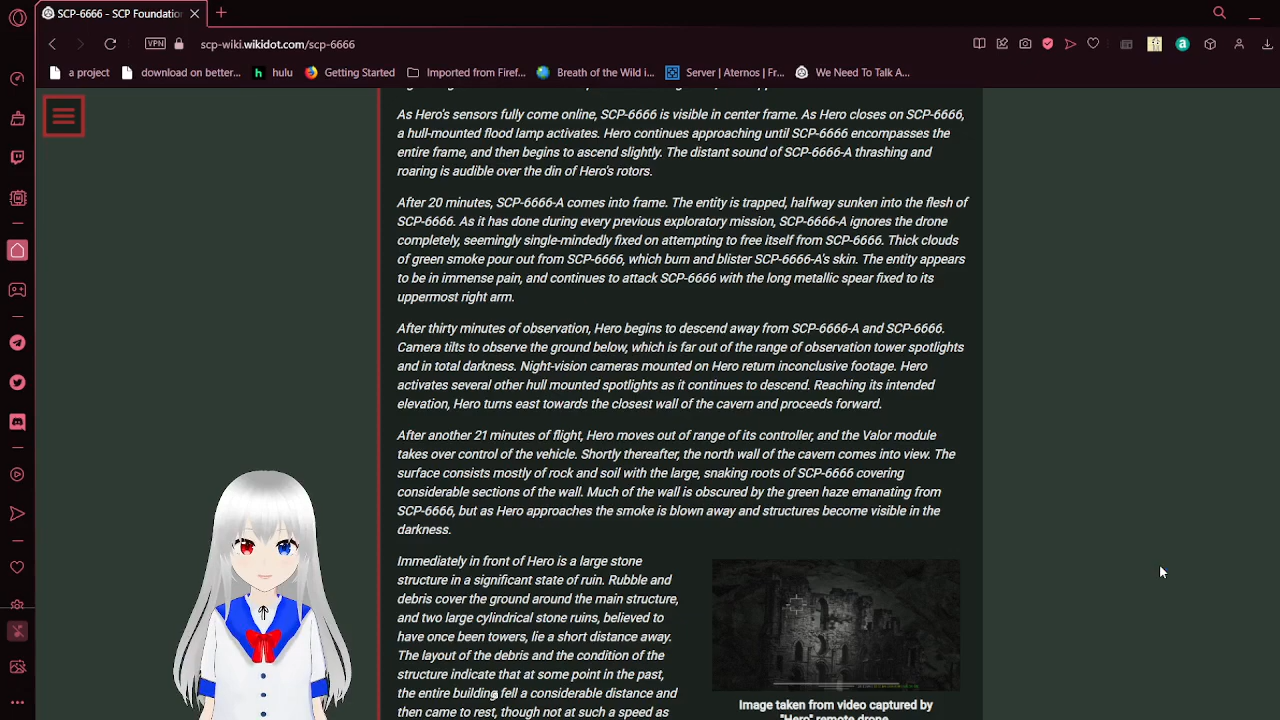 SCP-6666 - SCP Foundation
VPN
scp-wiki.wikidot.com/scp-6666
a project
download on better...
hulu
Getting Started
Imported from Firef...
Breath of the Wild i...
Server | Aternos | Fr...
We Need To Talk A...
As Hero's sensors fully come online, SCP-6666 is visible in center frame. As Hero closes on SCP-6666,
a hull-mounted flood lamp activates. Hero continues approaching until SCP-6666 encompasses the
entire frame, and then begins to ascend slightly. The distant sound of SCP-6666-A thrashing and
roaring is audible over the din of Hero's rotors.
After 20 minutes, SCP-6666-A comes into frame. The entity is trapped, halfway sunken into the flesh of
SCP-6666. As it has done during every previous exploratory mission, SCP-6666-A ignores the drone
completely, seemingly single-mindedly fixed on attempting to free itself from SCP-6666. Thick clouds
of green smoke pour out from SCP-6666, which burn and blister SCP-6666-A's skin. The entity appears
to be in immense pain, and continues to attack SCP-6666 with the long metallic spear fixed to its
uppermost right arm.
After thirty minutes of observation, Hero begins to descend away from SCP-6666-A and SCP-6666.
Camera tilts to observe the ground below, which is far out of the range of observation tower spotlights
and in total darkness. Night-vision cameras mounted on Hero return inconclusive footage. Hero
activates several other hull mounted spotlights as it continues to descend. Reaching its intended
elevation, Hero turns east towards the closest wall of the cavern and proceeds forward.
After another 21 minutes of flight, Hero moves out of range of its controller, and the Valor module
takes over control of the vehicle. Shortly thereafter, the north wall of the cavern comes into view. The
surface consists mostly of rock and soil with the large, snaking roots of SCP-6666 covering
considerable sections of the wall. Much of the wall is obscured by the green haze emanating from
SCP-6666, but as Hero approaches the smoke is blown away and structures become visible in the
darkness.
Immediately in front of Hero is a large stone
structure in a significant state of ruin. Rubble and
debris cover the ground around the main structure,
and two large cylindrical stone ruins, believed to
have once been towers, lie a short distance away.
The layout of the debris and the condition of the
structure indicate that at some point in the past,
the entire building fell a considerable distance and
then came to rest, though not at such a speed as
Image taken from video captured by
"Hero" remote drone